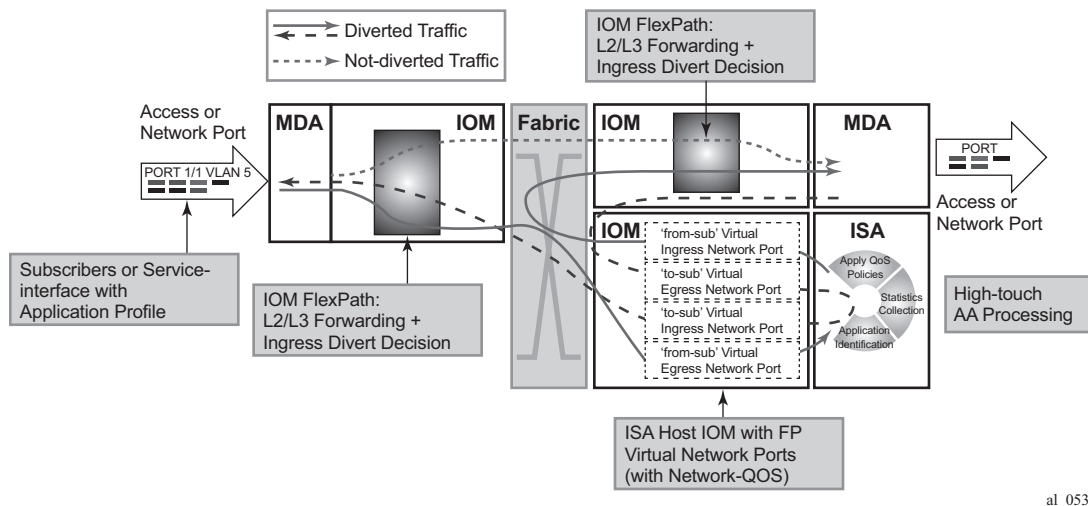 Diverted Traffic
Not-diverted Traffic
IOM FlexPath:
L2/L3 Forwarding +
Ingress Divert Decision
Access or
Network Port
MDA
IOM
Fabric
IOM
MDA
PORT 1/1 VLAN 5
PORT
Access or
Network Port
Subscribers or Service-
interface with
Application Profile
IOM FlexPath:
L2/L3 Forwarding +
Ingress Divert Decision
IOM
ISA
'from-sub' Virtual
Ingress Network Port
'to-sub' Virtual
Egress Network Port
'to-sub' Virtual
Ingress Network Port
'from-sub' Virtual
Egress Network Port
Apply QoS
Policies
Statistics
Collection
Application
Identification
High-touch
AA Processing
ISA Host IOM with FP
Virtual Network Ports
(with Network-QOS)
al_053